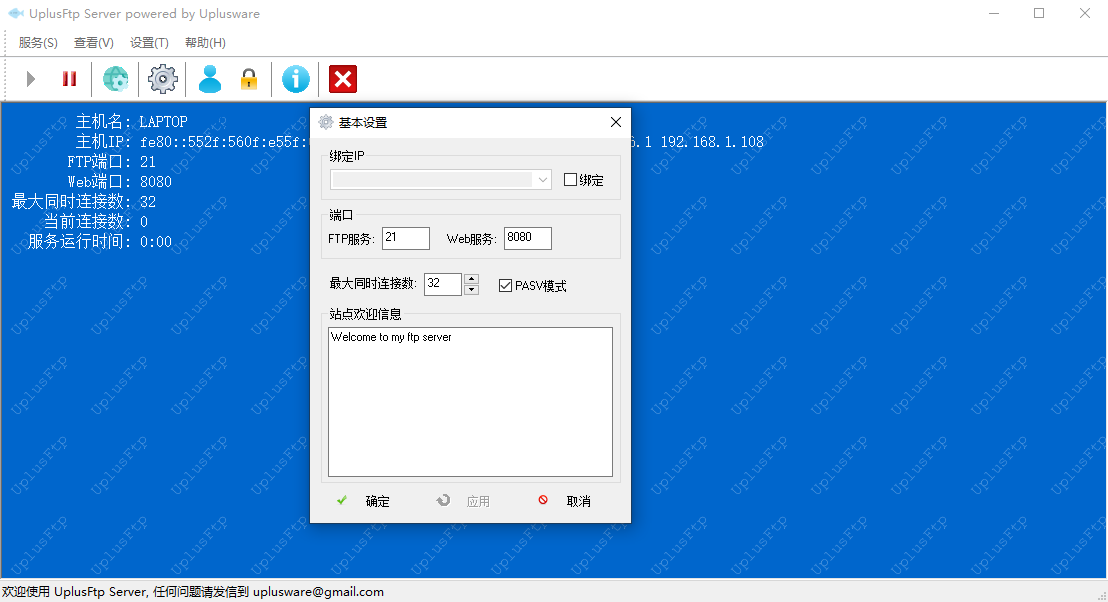 UplusFtp Server powered by Uplusware
服务(S) 查看(V) 设置(T) 帮助(H)
主机名: LAPTOP
主机IP: fe80::552f:560f:e55f: 6.1 192.168.1.108
FTP端口: 21
Web端口: 8080
最大同时连接数: 32
当前连接数: 0
服务运行时间: 0:00
基本设置
绑定IP
绑定
端口
FTP服务: 21 Web服务: 8080
最大同时连接数: 32 PASV模式
站点欢迎信息
Welcome to my ftp server
确定 应用 取消
欢迎使用 UplusFtp Server, 任何问题请发信到 uplusware@gmail.com